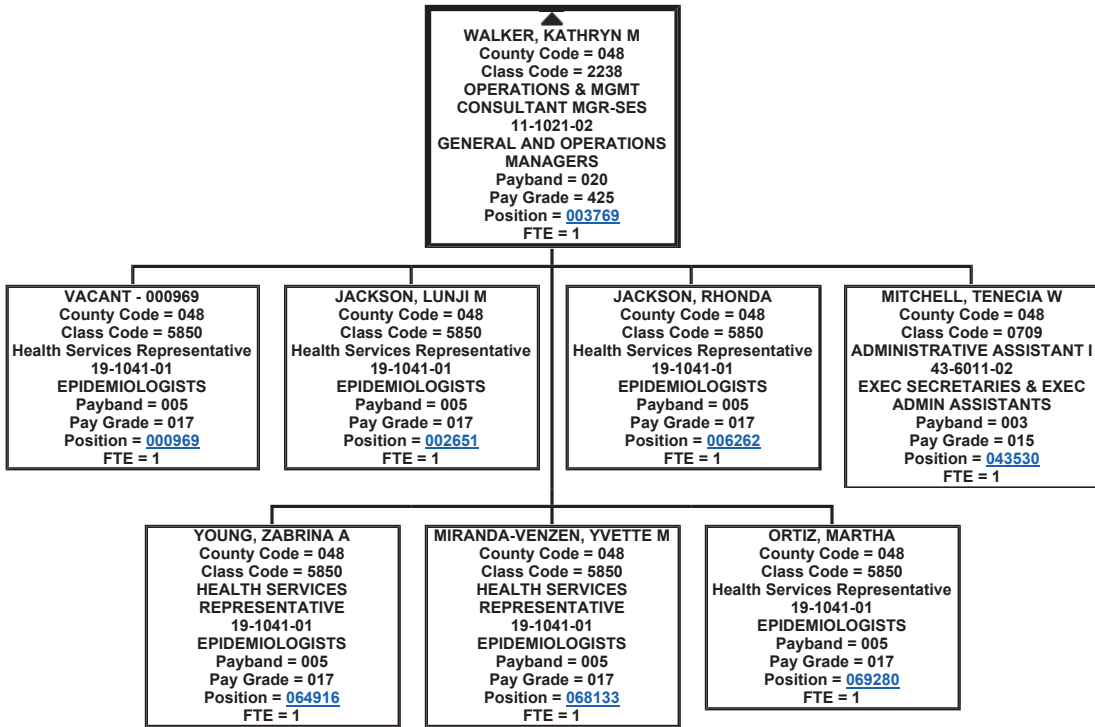 WALKER, KATHRYN M
County Code = 048
Class Code = 2238
OPERATIONS & MGMT
CONSULTANT MGR-SES
11-1021-02
GENERAL AND OPERATIONS
MANAGERS
Payband = 020
Pay Grade = 425
Position = 003769
FTE = 1
VACANT - 000969
County Code = 048
Class Code = 5850
Health Services Representative
19-1041-01
EPIDEMIOLOGISTS
Payband = 005
Pay Grade = 017
Position = 000969
FTE = 1
JACKSON, LUNJI M
County Code = 048
Class Code = 5850
Health Services Representative
19-1041-01
EPIDEMIOLOGISTS
Payband = 005
Pay Grade = 017
Position = 002651
FTE = 1
JACKSON, RHONDA
County Code = 048
Class Code = 5850
Health Services Representative
19-1041-01
EPIDEMIOLOGISTS
Payband = 005
Pay Grade = 017
Position = 006262
FTE = 1
MITCHELL, TENECIA W
County Code = 048
Class Code = 0709
ADMINISTRATIVE ASSISTANT I
43-6011-02
EXEC SECRETARIES & EXEC
ADMIN ASSISTANTS
Payband = 003
Pay Grade = 015
Position = 043530
FTE = 1
YOUNG, ZABRINA A
County Code = 048
Class Code = 5850
HEALTH SERVICES
REPRESENTATIVE
19-1041-01
EPIDEMIOLOGISTS
Payband = 005
Pay Grade = 017
Position = 064916
FTE = 1
MIRANDA-VENZEN, YVETTE M
County Code = 048
Class Code = 5850
HEALTH SERVICES
REPRESENTATIVE
19-1041-01
EPIDEMIOLOGISTS
Payband = 005
Pay Grade = 017
Position = 068133
FTE = 1
ORTIZ, MARTHA
County Code = 048
Class Code = 5850
Health Services Representative
19-1041-01
EPIDEMIOLOGISTS
Payband = 005
Pay Grade = 017
Position = 069280
FTE = 1